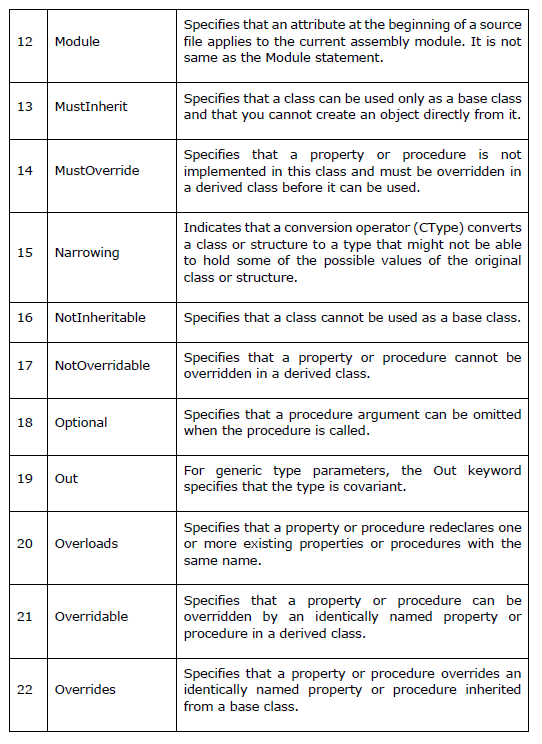 Specifies that an attribute at the beginning of a source
12 Module file applies to the current assembly module. It is not
same as the Module statement.
13 MustInherit Specifies that a class can be used only as a base class
and that you cannot create an object directly from it.
Specifies that a property or procedure is not
14 MustOverride implemented in this class and must be overridden in
a derived class before it can be used.
Indicates that a conversion operator (CType) converts
15 Narrowing a class or structure to a type that might not be able
to hold some of the possible values of the original
class or structure.
16 NotInheritable Specifies that a class cannot be used as a base class.
17 NotOverridable Specifies that a property or procedure cannot be
overridden in a derived class.
18 Optional Specifies that a procedure argument can be omitted
when the procedure is called.
19 Out For generic type parameters, the Out keyword
specifies that the type is covariant.
Specifies that a property or procedure redeclares one
20 Overloads or more existing properties or procedures with the
same name.
Specifies that a property or procedure can be
21 Overridable overridden by an identically named property or
procedure in a derived class.
Specifies that a property or procedure overrides an
22 Overrides identically named property or procedure inherited
from a base class.